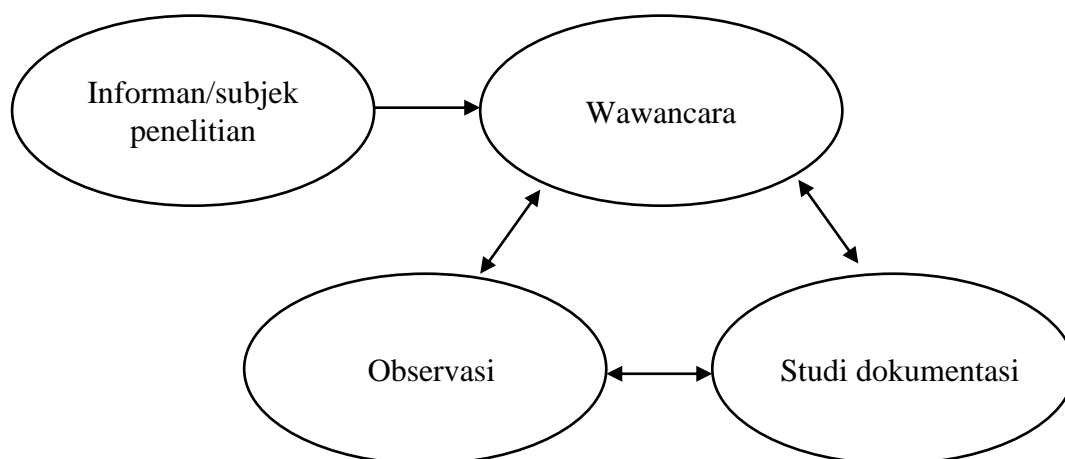 Informan/subjek
penelitian
Wawancara
Observasi
Studi dokumentasi